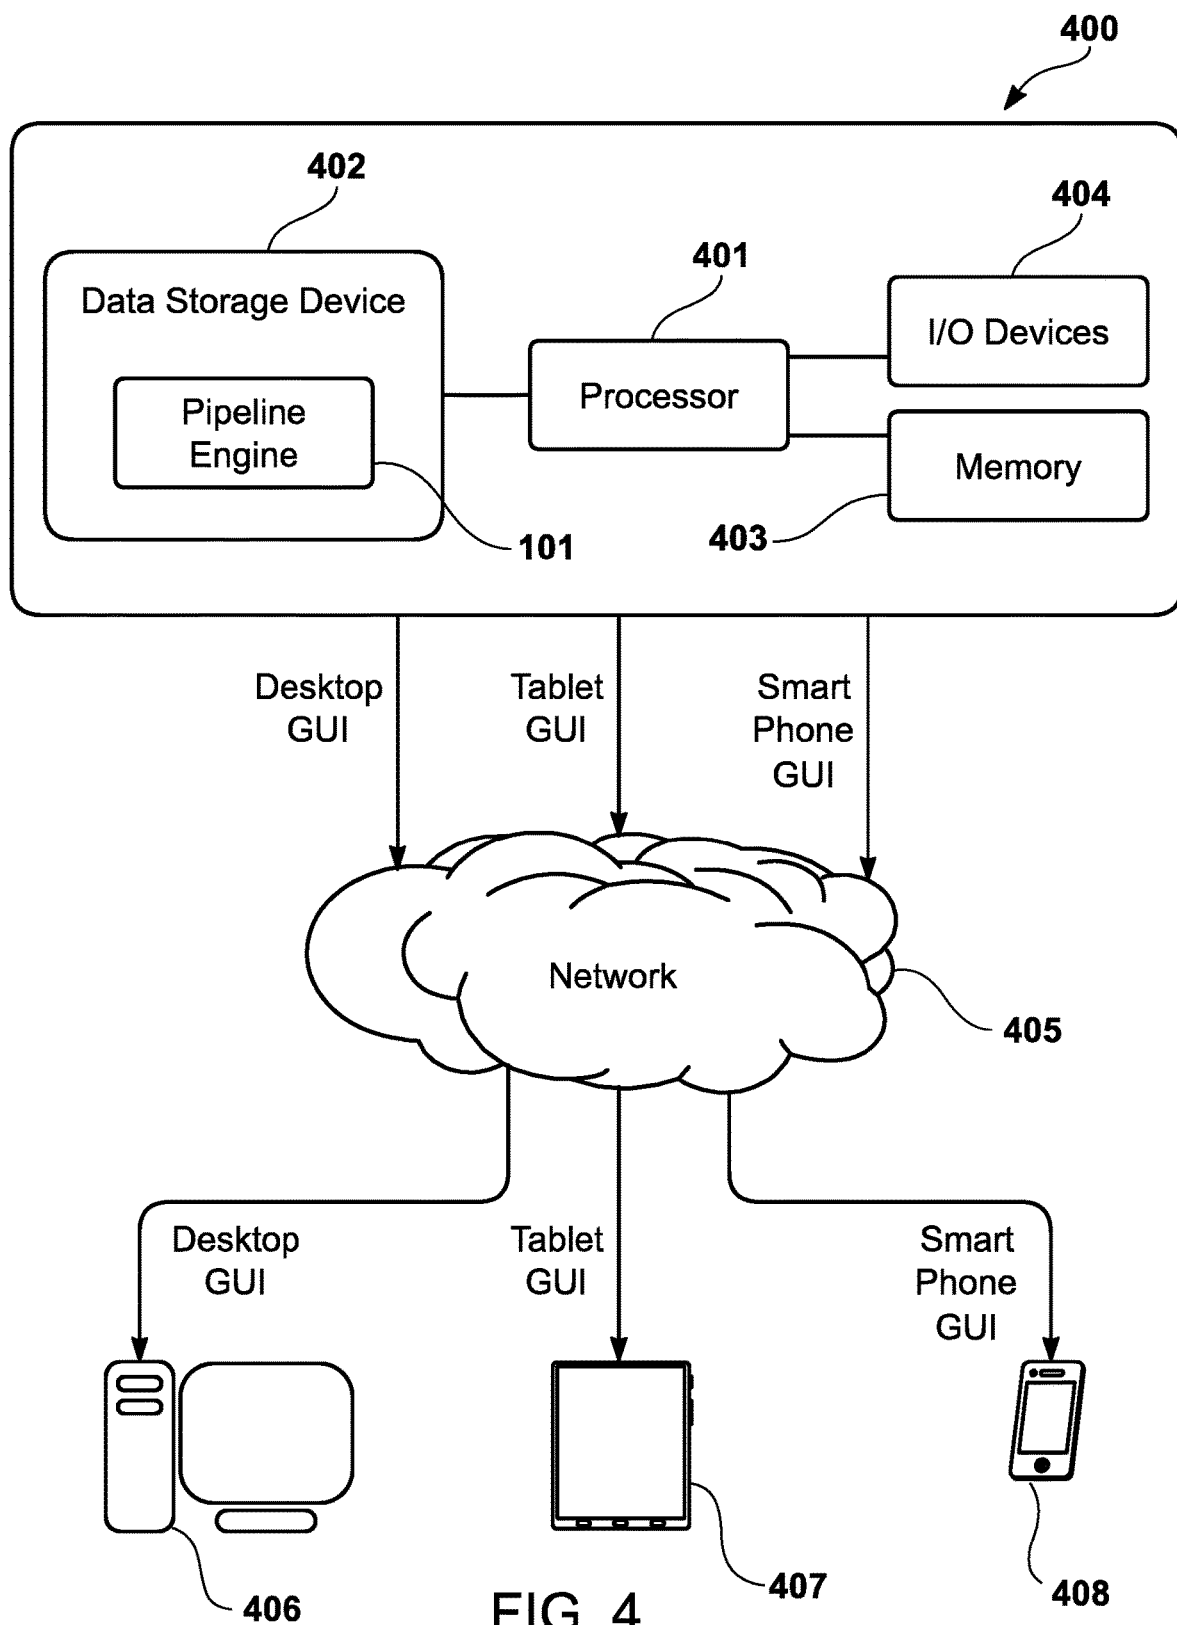 400
402
404
401
Data Storage Device
I/O Devices
Processor
Pipeline
Engine
Memory
101
403
Desktop
GUI
Tablet
GUI
Smart
Phone
GUI
Network
405
Desktop
GUI
Tablet
GUI
Smart
Phone
GUI
406
407
408
FIG. 4